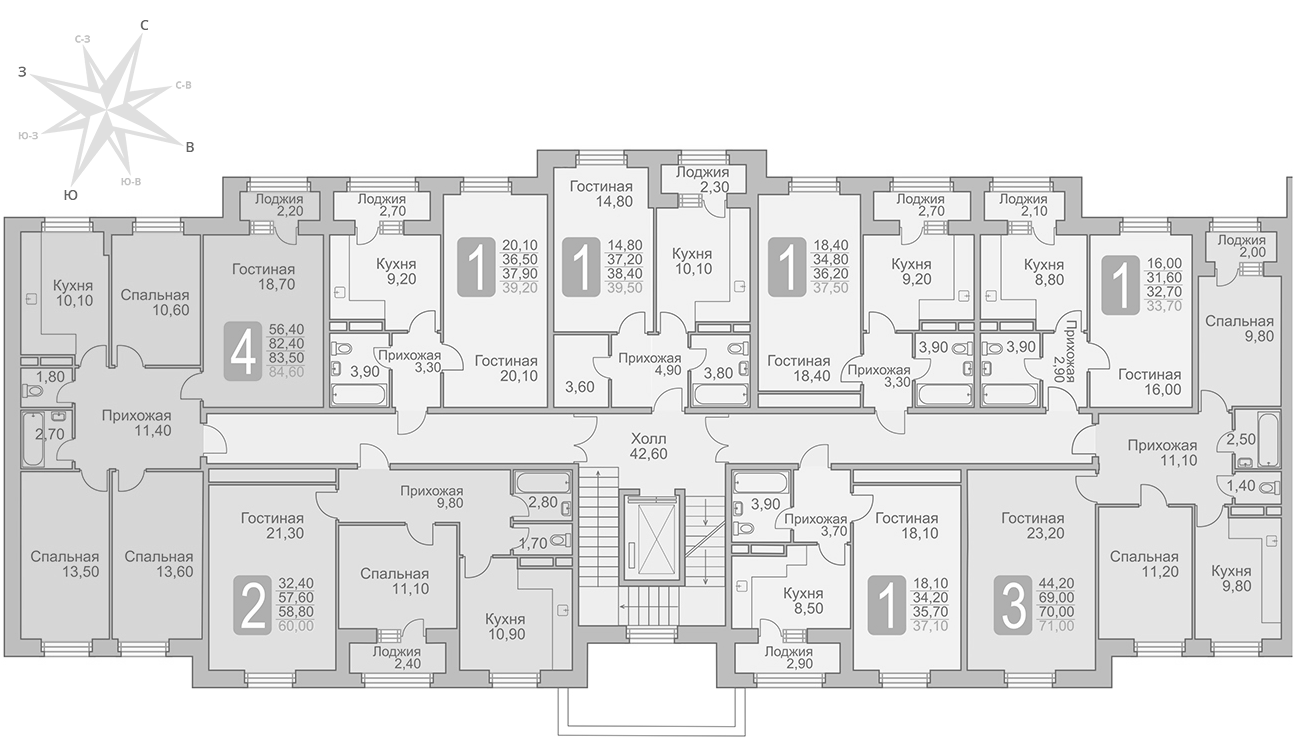 С
С-З
З
С-В
Ю-З
В
Ю-В
Ю
Кухня
10,10
Спальная
10,60
1,80
2,70
Прихожая
11,40
Спальная
13,50
Спальная
13,60
Лоджия
2,20
Гостиная
18,70
4
56,40
82,40
83,50
84,60
Лоджия
2,70
Кухня
9,20
3,90
Прихожая
3,30
1
20,10
36,50
37,90
39,20
Гостиная
20,10
Гостиная
14,80
1
14,80
37,20
38,40
39,50
Лоджия
2,30
Кухня
10,10
3,60
Прихожая
4,90
3,80
1
18,40
34,80
36,20
37,50
Гостиная
18,40
Лоджия
2,70
Кухня
9,20
Прихожая
3,30
3,90
Лоджия
2,10
Кухня
8,80
3,90
Прихожая
2,90
1
16,00
31,60
32,70
33,70
Гостиная
16,00
Лоджия
2,00
Спальная
9,80
Холл
42,60
Прихожая
11,10
2,50
1,40
Гостиная
21,30
2
32,40
57,60
58,80
60,00
Прихожая
9,80
2,80
1,70
Спальная
11,10
Лоджия
2,40
Кухня
10,90
3,90
Прихожая
3,70
Кухня
8,50
Лоджия
2,90
Гостиная
18,10
1
18,10
34,20
35,70
37,10
Гостиная
23,20
3
44,20
69,00
70,00
71,00
Спальная
11,20
Кухня
9,80